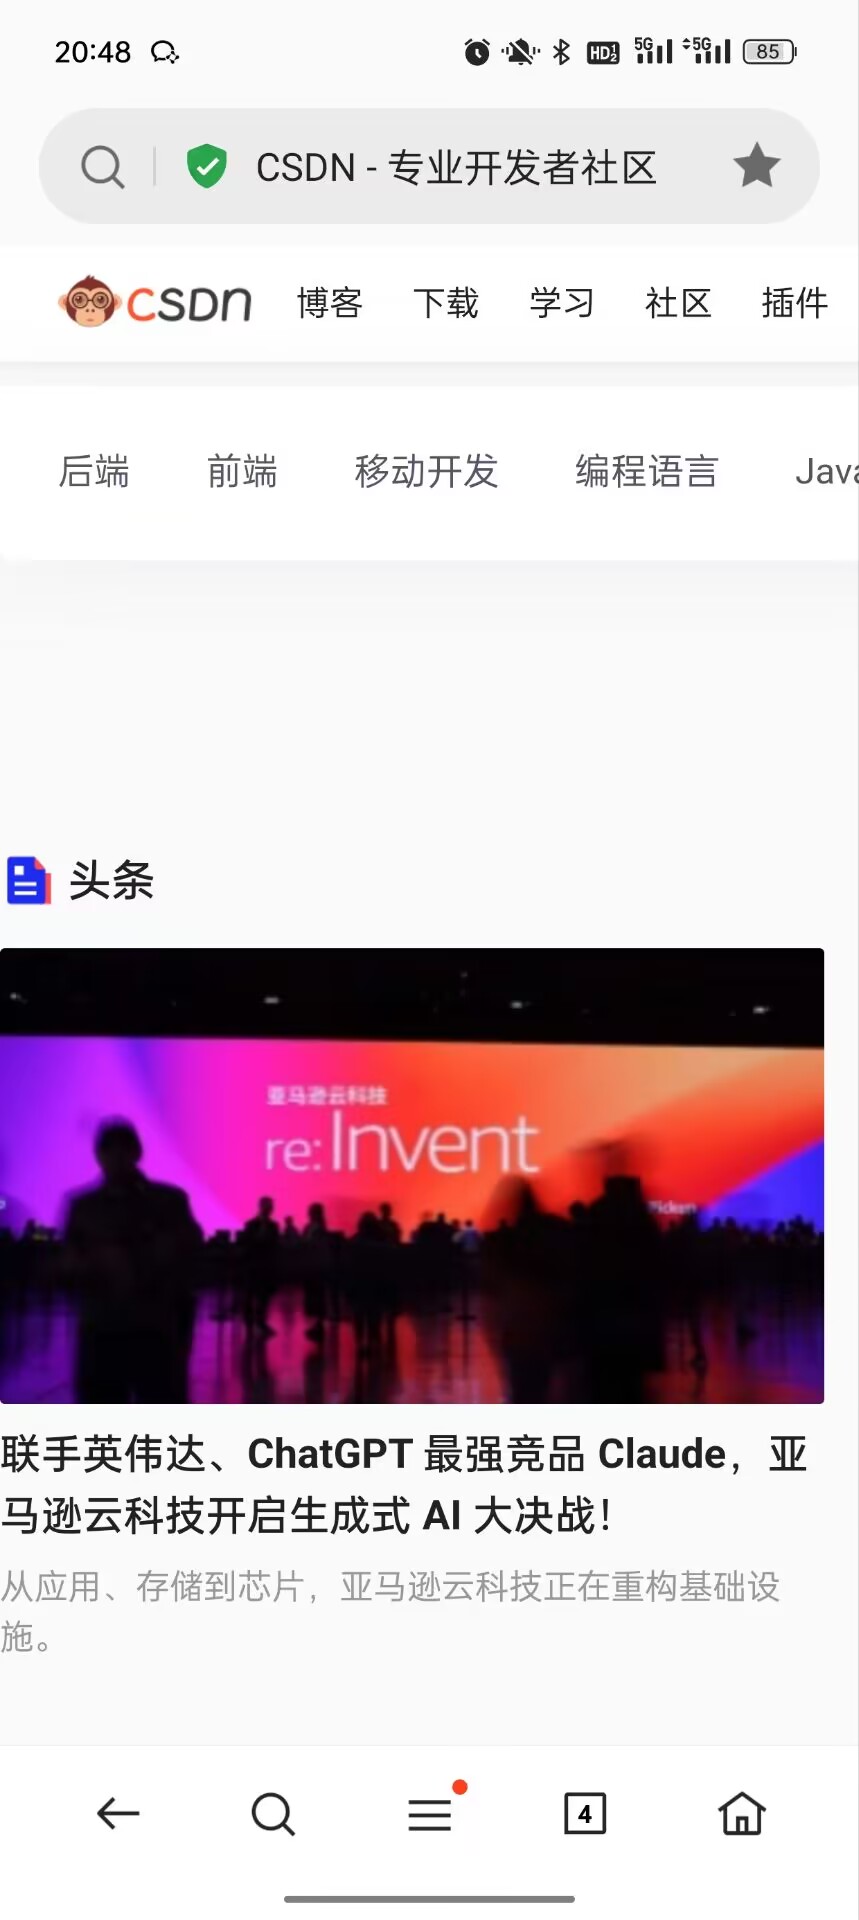 20:48
HD 1 2 5G 5G 85
CSDN - 专业开发者社区
CSDN 博客 下载 学习 社区 插件
后端 前端 移动开发 编程语言 Java
头条
亚马逊云科技
re:Invent
联手英伟达、ChatGPT 最强竞品 Claude，亚
马逊云科技开启生成式 AI 大决战！
从应用、存储到芯片，亚马逊云科技正在重构基础设
施。
4